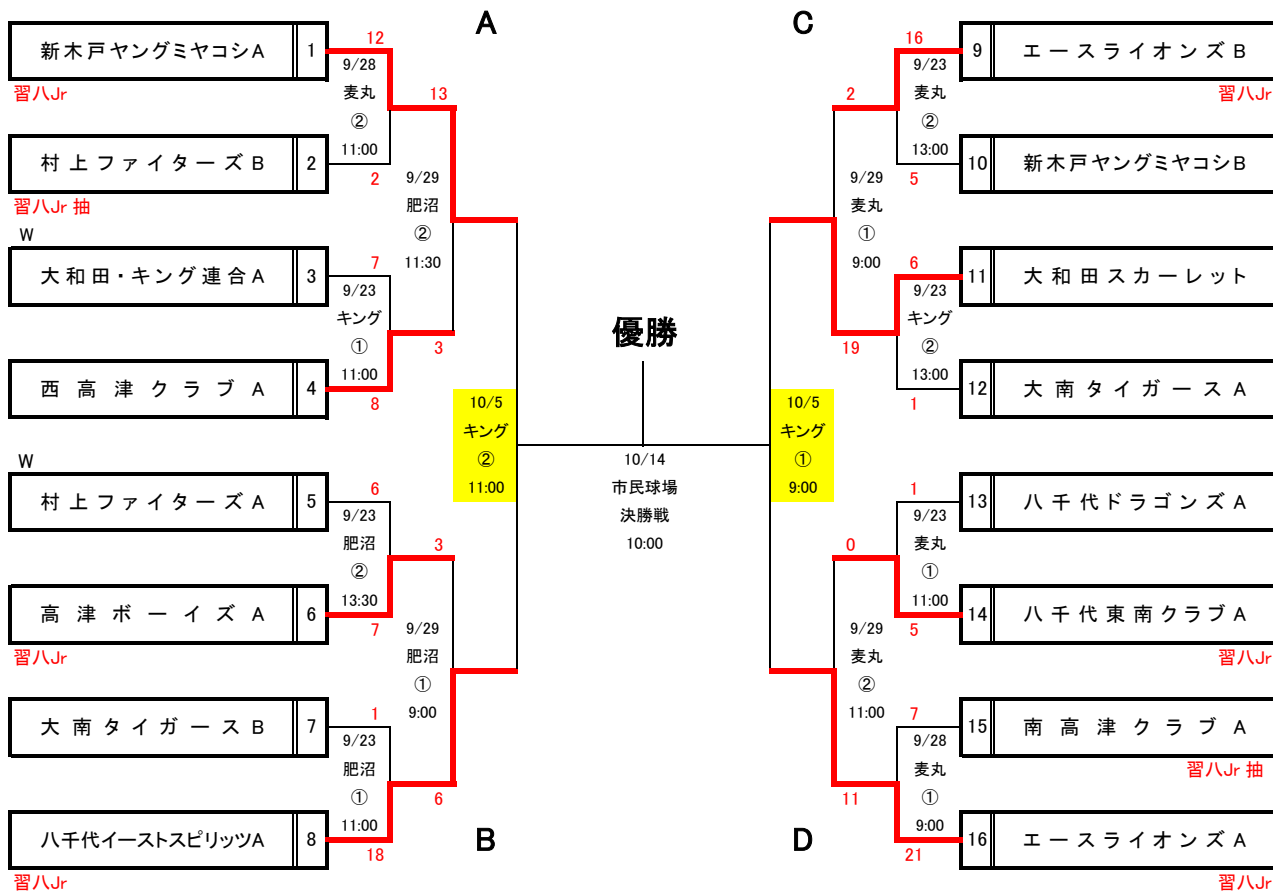 A
C
新木戸ヤングミヤコシA 1
習八Jr
12
9/28
麦丸
②
11:00
村上ファイターズB 2
習八Jr 抽
2
13
9/29
肥沼
②
11:30
W
大和田・キング連合A 3
7
9/23
キング
①
11:00
西高津クラブA 4
8
3
10/5
キング
②
11:00
W
村上ファイターズA 5
6
9/23
肥沼
②
13:30
高津ボーイズA 6
習八Jr
7
3
9/29
肥沼
①
9:00
大南タイガースB 7
1
9/23
肥沼
①
11:00
八千代イーストスピリッツA 8
習八Jr
18
6
B
優勝
10/14
市民球場
決勝戦
10:00
16
9 エースライオンズB
習八Jr
9/23
麦丸
②
13:00
10 新木戸ヤングミヤコシB
5
2
9/29
麦丸
①
9:00
6
11 大和田スカーレット
9/23
キング
②
13:00
12 大南タイガースA
1
19
10/5
キング
①
9:00
1
13 八千代ドラゴンズA
9/23
麦丸
①
11:00
14 八千代東南クラブA
習八Jr
5
0
9/29
麦丸
②
11:00
7
15 南高津クラブA
習八Jr 抽
9/28
麦丸
①
9:00
16 エースライオンズA
習八Jr
21
11
D